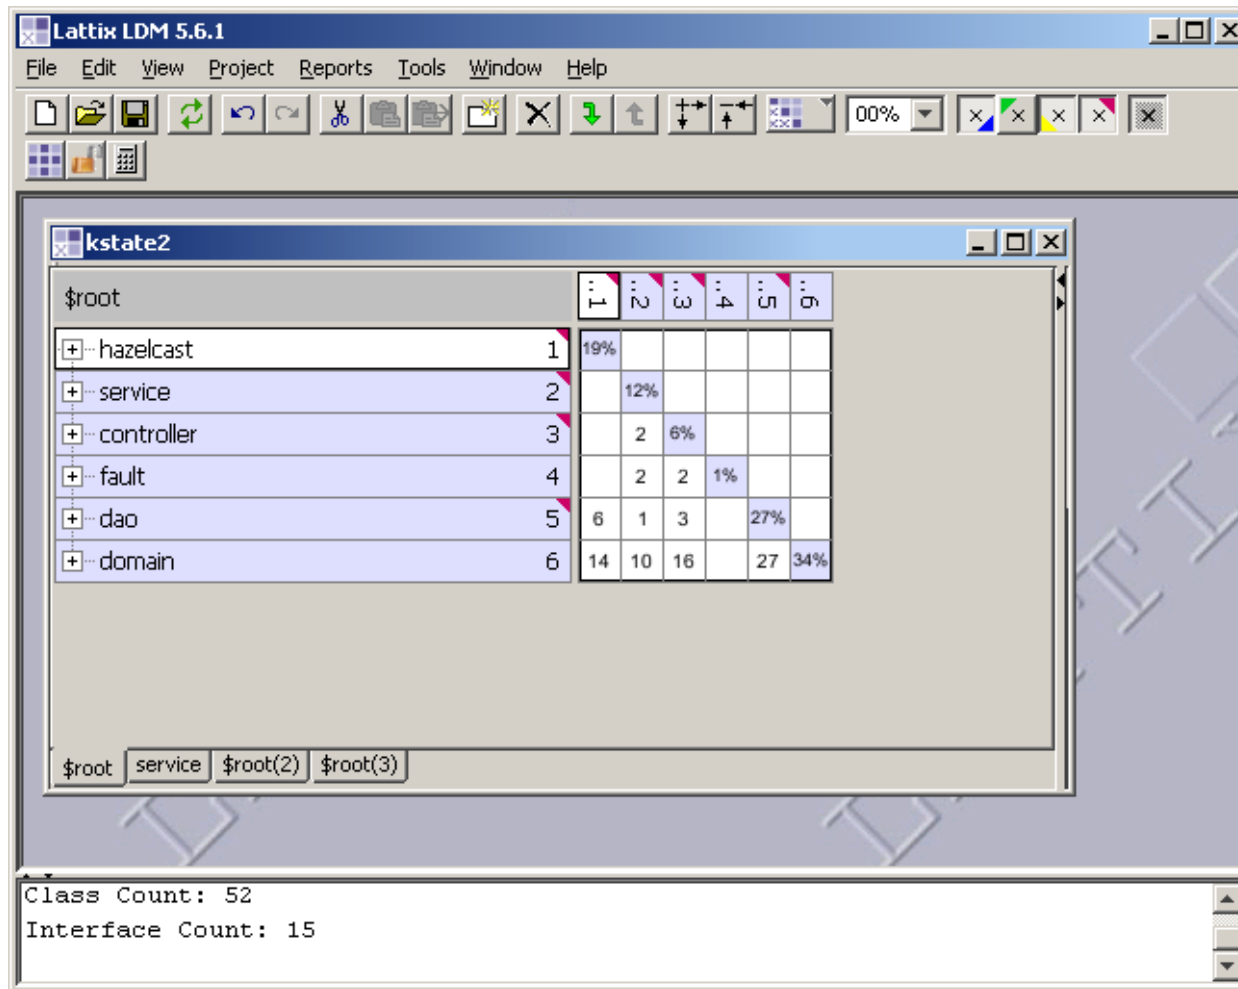 Lattix LDM 5.6.1
File Edit View Project Reports Tools Window Help
00%
kstate2
$root
..1 ..2 ..3 ..4 ..5 ..6
hazelcast 1 19%
service 2 12%
controller 3 2 6%
fault 4 2 2 1%
dao 5 6 1 3 27%
domain 6 14 10 16 27 34%
$root service $root(2) $root(3)
Class Count: 52
Interface Count: 15